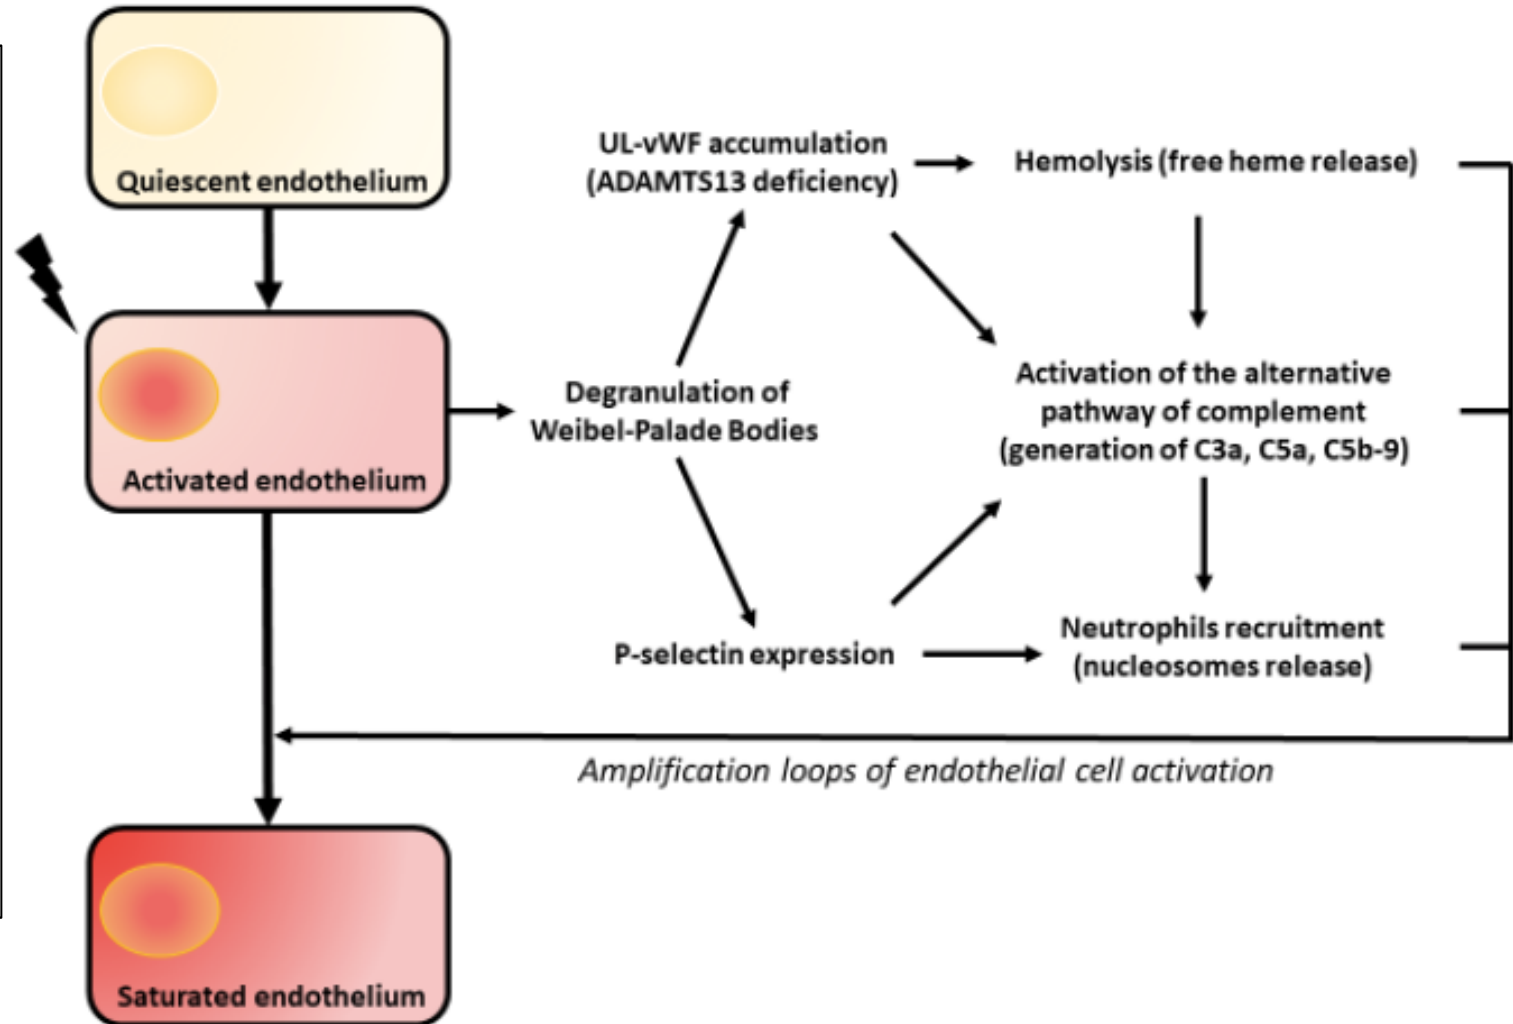 Quiescent endothelium
UL-vWF accumulation
(ADAMTS13 deficiency)
Hemolysis (free heme release)
Activated endothelium
Degranulation of
Weibel-Palade Bodies
Activation of the alternative
pathway of complement
(generation of C3a, C5a, C5b-9)
P-selectin expression
Neutrophils recruitment
(nucleosomes release)
Amplification loops of endothelial cell activation
Saturated endothelium